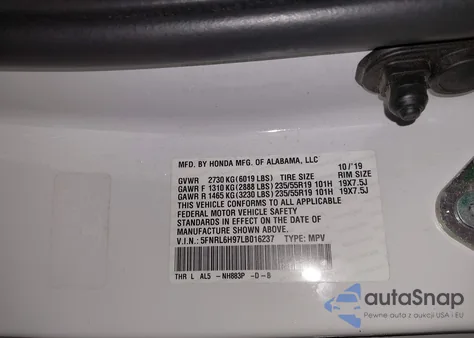 MFD. BY HONDA MFG. OF ALABAMA, LLC 10/'19
GVWR 2730 KG (6019 LBS) TIRE SIZE RIM SIZE
GAWR F 1310 KG (2888 LBS) 235/55R19 101H 19X7.5J
GAWR R 1465 KG (3230 LBS) 235/55R19 101H 19X7.5J
THIS VEHICLE CONFORMS TO ALL APPLICABLE
FEDERAL MOTOR VEHICLE SAFETY
STANDARDS IN EFFECT ON THE DATE OF
MANUFACTURE SHOWN ABOVE.
V.I.N.: 5FNRL6H97LB016237 TYPE: MPV
THR L AL5 -NH883P -D-B
autoSnap
Pewne auta z aukcji USA i EU